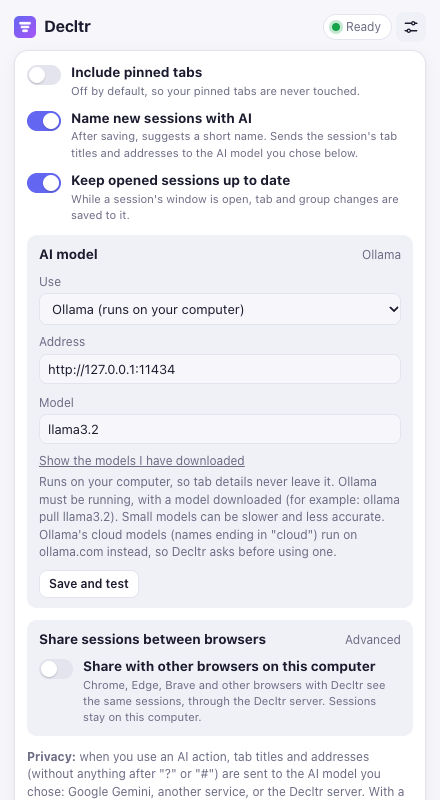 Decltr
Ready
Include pinned tabs
Off by default, so your pinned tabs are never touched.
Name new sessions with AI
After saving, suggests a short name. Sends the session's tab
titles and addresses to the AI model you chose below.
Keep opened sessions up to date
While a session's window is open, tab and group changes are
saved to it.
AI model
Ollama
Use
Ollama (runs on your computer)
Address
http://127.0.0.1:11434
Model
llama3.2
Show the models I have downloaded
Runs on your computer, so tab details never leave it. Ollama
must be running, with a model downloaded (for example: ollama
pull llama3.2). Small models can be slower and less accurate.
Ollama's cloud models (names ending in "cloud") run on
ollama.com instead, so Decltr asks before using one.
Save and test
Share sessions between browsers
Advanced
Share with other browsers on this computer
Chrome, Edge, Brave and other browsers with Decltr see
the same sessions, through the Decltr server. Sessions
stay on this computer.
Privacy: when you use an AI action, tab titles and addresses
(without anything after "?" or "#") are sent to the AI model you
chose: Google Gemini, another service, or the Decltr server. With a